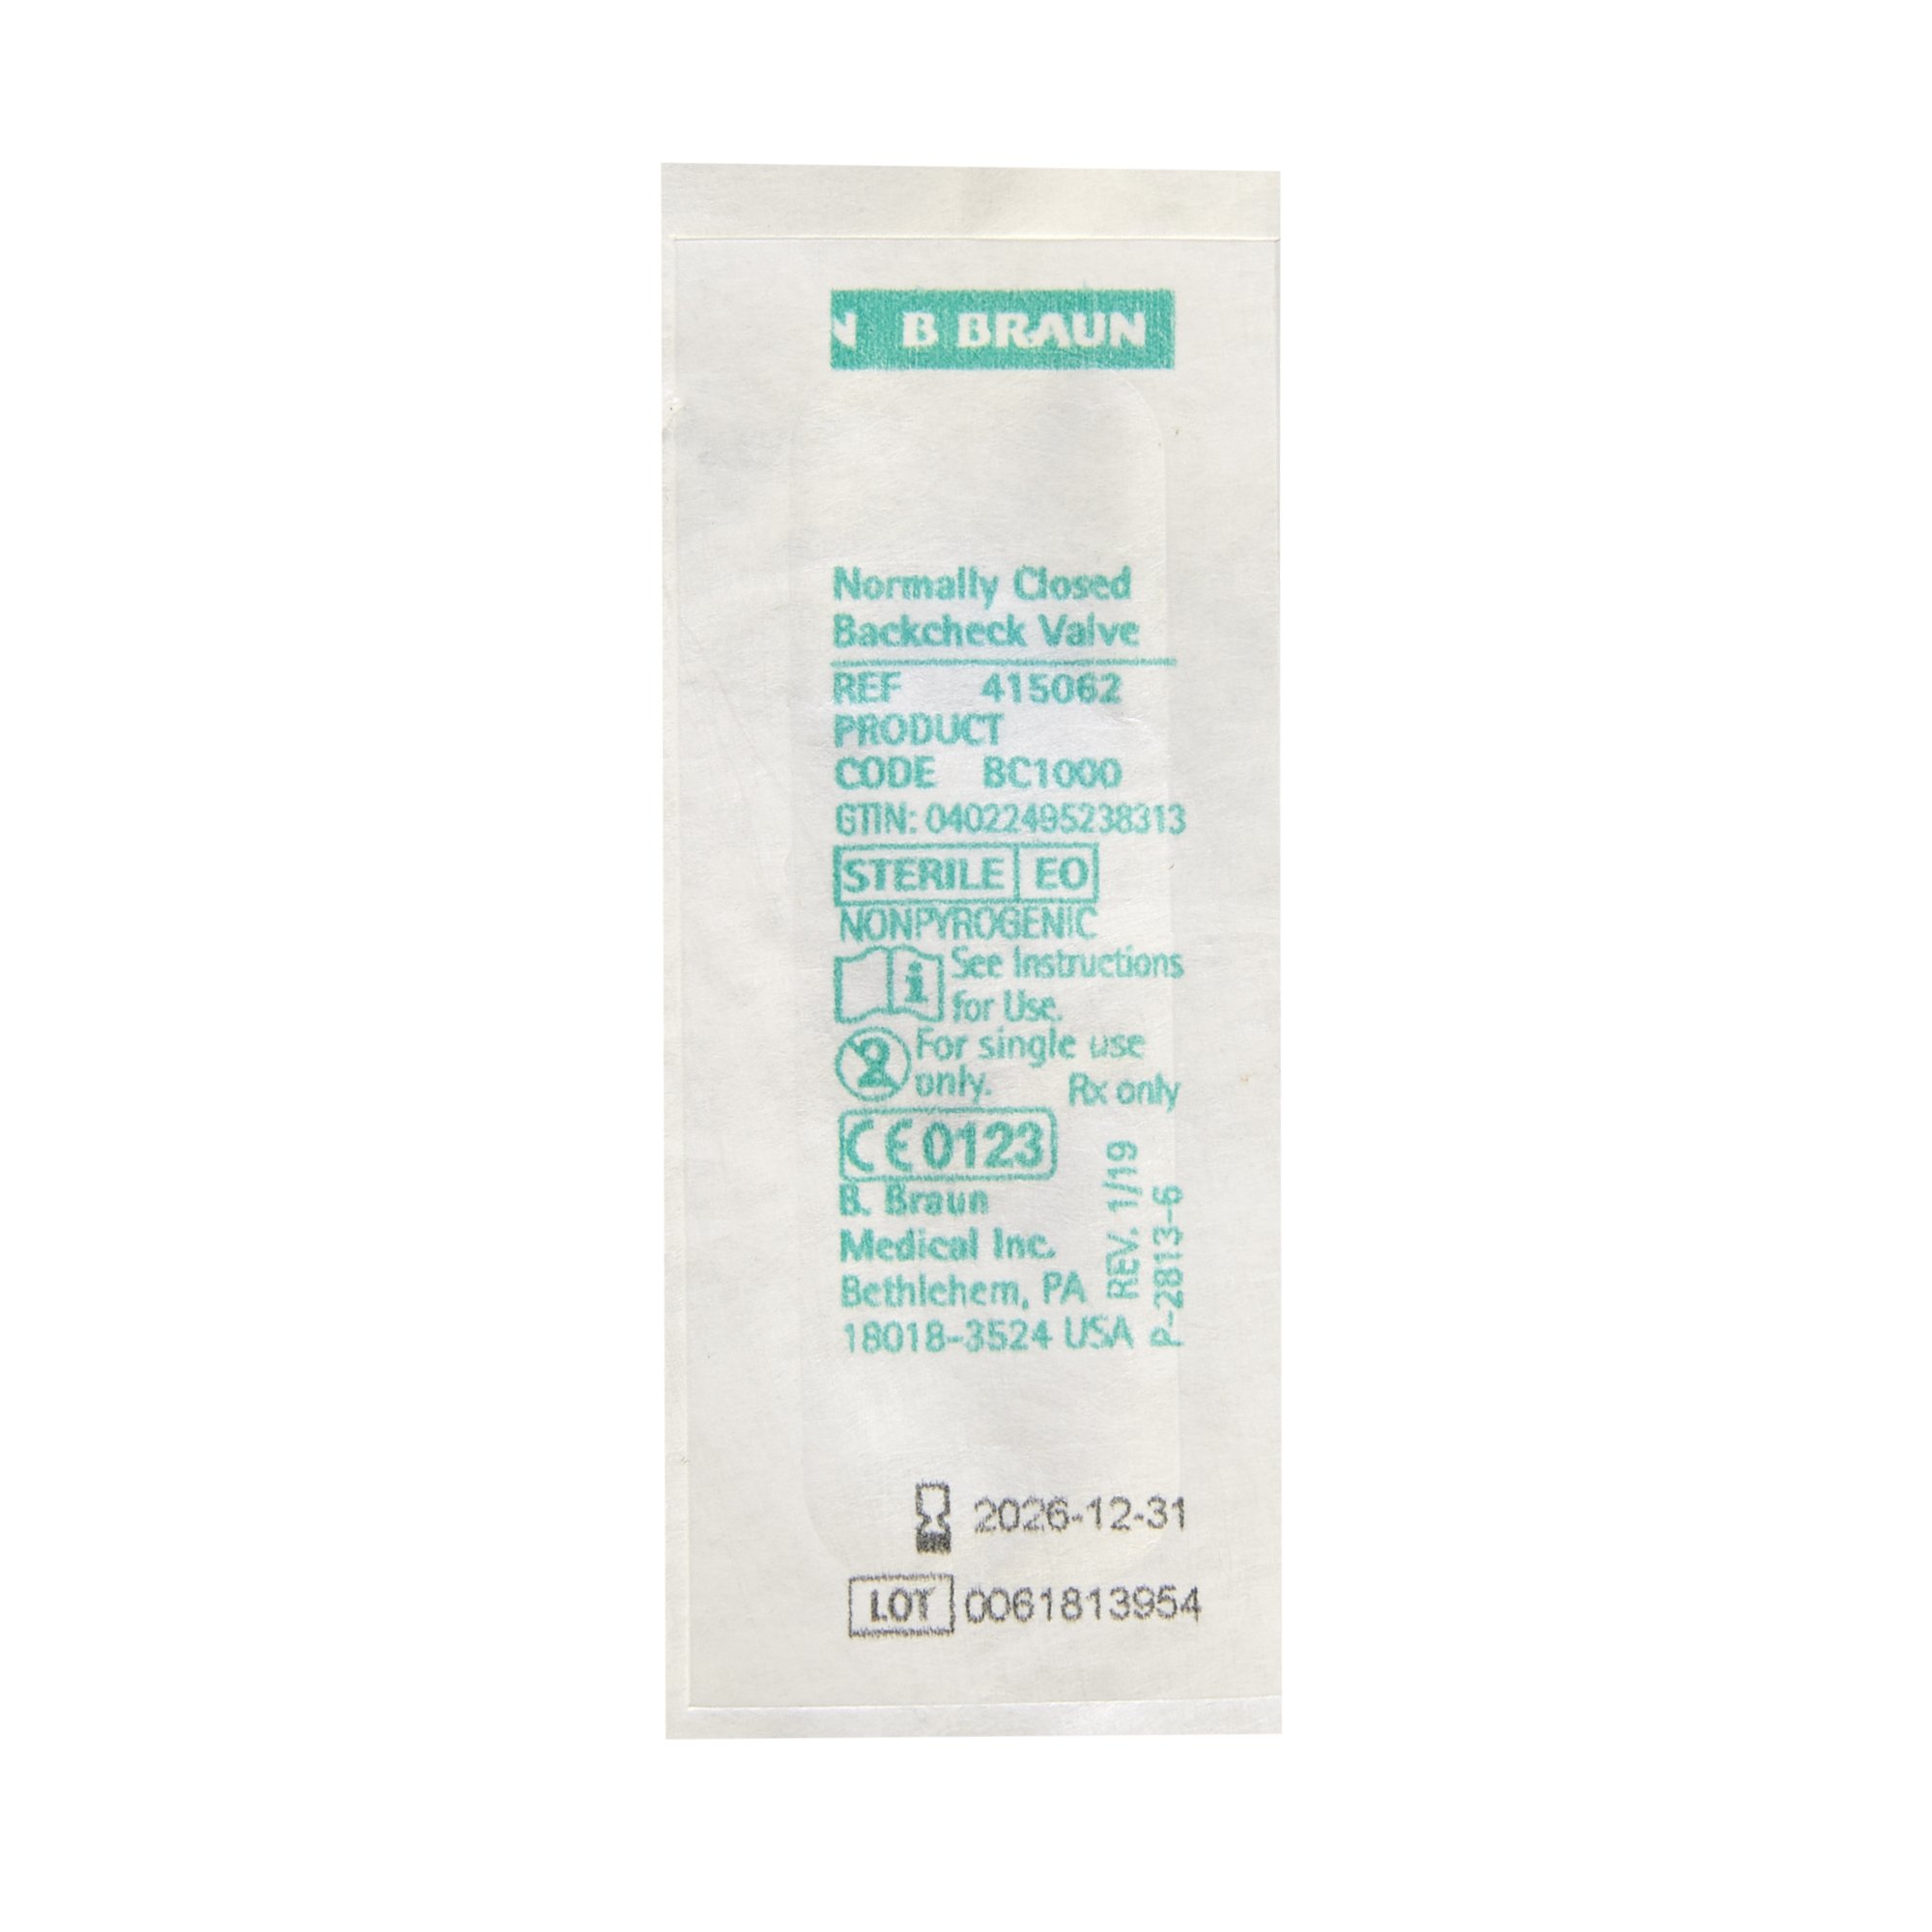 N B BRAUN
Normally Closed
Backcheck Valve
REF 415062
PRODUCT
CODE BC1000
GTIN: 04022495238313
STERILE EO
NONPYROGENIC
i See Instructions
for Use.
2 For single use
only. Rx only
CE 0123
B. Braun
Medical Inc.
Bethlehem, PA
18018-3524 USA
REV. 1/19
P-2813-6
2026-12-31
LOT 0061813954